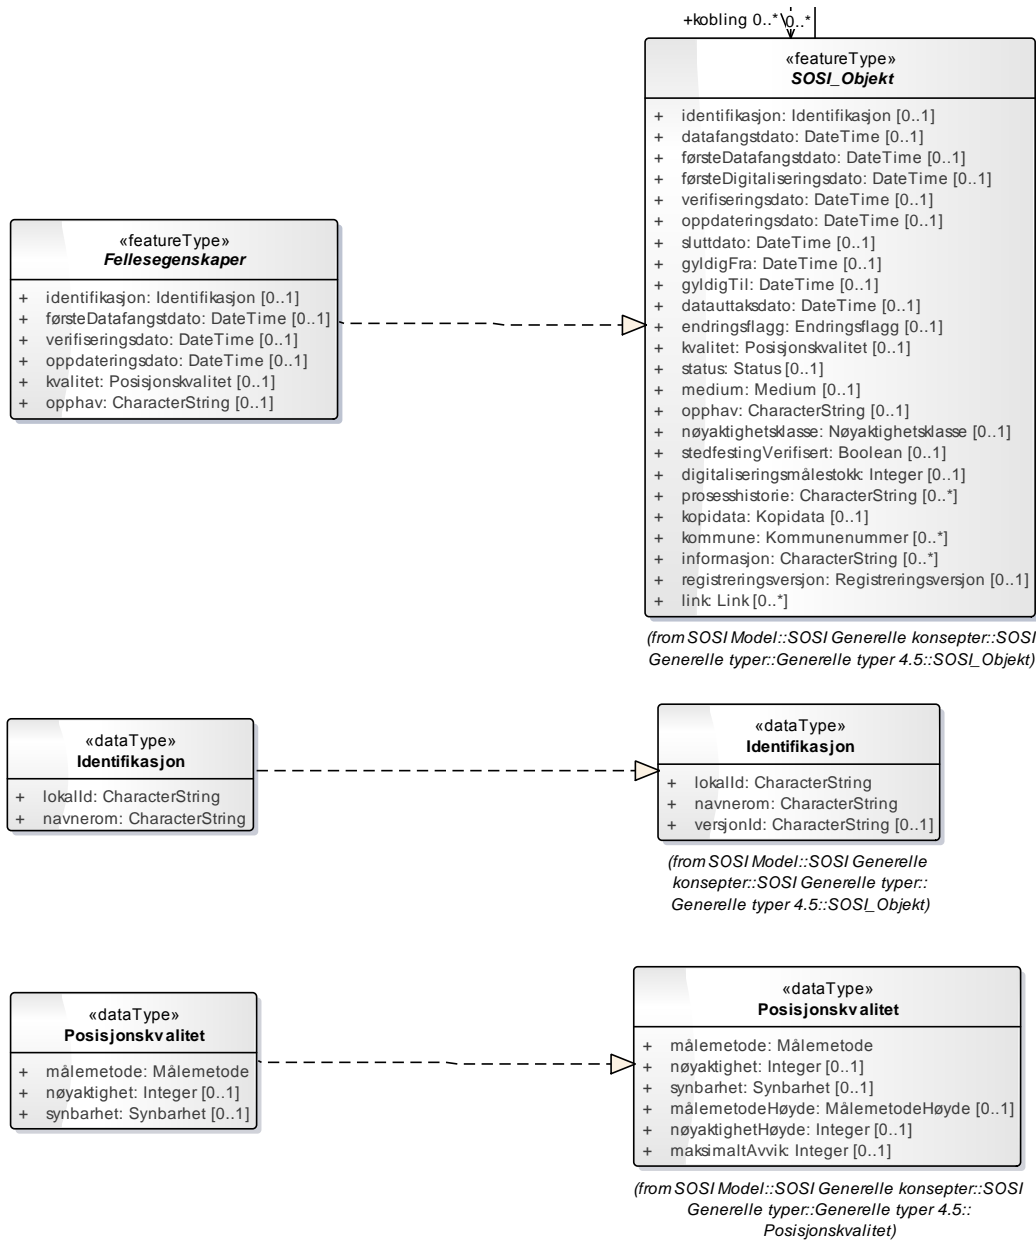 +kobling 0..* 0..*
«featureType»
SOSI_Objekt
+ identifikasjon: Identifikasjon [0..1]
+ datafangstdato: DateTime [0..1]
+førsteDatafangstdato: DateTime [0..1]
+ førsteDigitaliseringsdato: DateTime [0..1]
+ verifiseringsdato: DateTime [0..1]
+ oppdateringsdato: DateTime [0..1]
+ sluttdato: DateTime [0..1]
+ gyldigFra: DateTime [0..1]
+ gyldigTil: DateTime [0..1]
+ datauttaksdato: DateTime [0..1]
+ endringsflagg: Endringsflagg [0..1]
+ kvalitet: Posisjonskvalitet [0..1]
+ status: Status [0..1]
+ medium: Medium [0..1]
+ opphav: CharacterString [0..1]
+ nøyaktighetsklasse: Nøyaktighetsklasse [0..1]
+ stedfestingVerifisert: Boolean [0..1]
+ digitaliseringsmålestokk: Integer [0..1]
+ prosesshistorie: CharacterString [0..*]
+ kopidata: Kopidata [0..1]
+ kommune: Kommunenummer [0..*]
+ informasjon: CharacterString [0..*]
+ registreringsversjon: Registreringsversjon [0..1]
+ link: Link [0..*]
(from SOSI Model::SOSI Generelle konsepter::SOSI
Generelle typer::Generelle typer 4.5::SOSI_Objekt)
«featureType»
Fellesegenskaper
+ identifikasjon: Identifikasjon [0..1]
+ førsteDatafangstdato: DateTime [0..1]
+ verifiseringsdato: DateTime [0..1]
+ oppdateringsdato: DateTime [0..1]
+ kvalitet: Posisjonskvalitet [0..1]
+ opphav: CharacterString [0..1]
«dataType»
Identifikasjon
+ lokalId: CharacterString
+ navnerom: CharacterString
«dataType»
Identifikasjon
+ lokalId: CharacterString
+ navnerom: CharacterString
+ versjonId: CharacterString [0..1]
(from SOSI Model::SOSI Generelle
konsepter::SOSI Generelle typer::
Generelle typer 4.5::SOSI_Objekt)
«dataType»
Posisjonskvalitet
+ målemetode: Målemetode
+ nøyaktighet: Integer [0..1]
+ synbarhet: Synbarhet [0..1]
«dataType»
Posisjonskvalitet
+ målemetode: Målemetode
+ nøyaktighet: Integer [0..1]
+ synbarhet: Synbarhet [0..1]
+ målemetodeHøyde: MålemetodeHøyde [0..1]
+ nøyaktighetHøyde: Integer [0..1]
+ maksimaltAvvik: Integer [0..1]
(from SOSI Model::SOSI Generelle konsepter::SOSI
Generelle typer::Generelle typer 4.5::
Posisjonskvalitet)